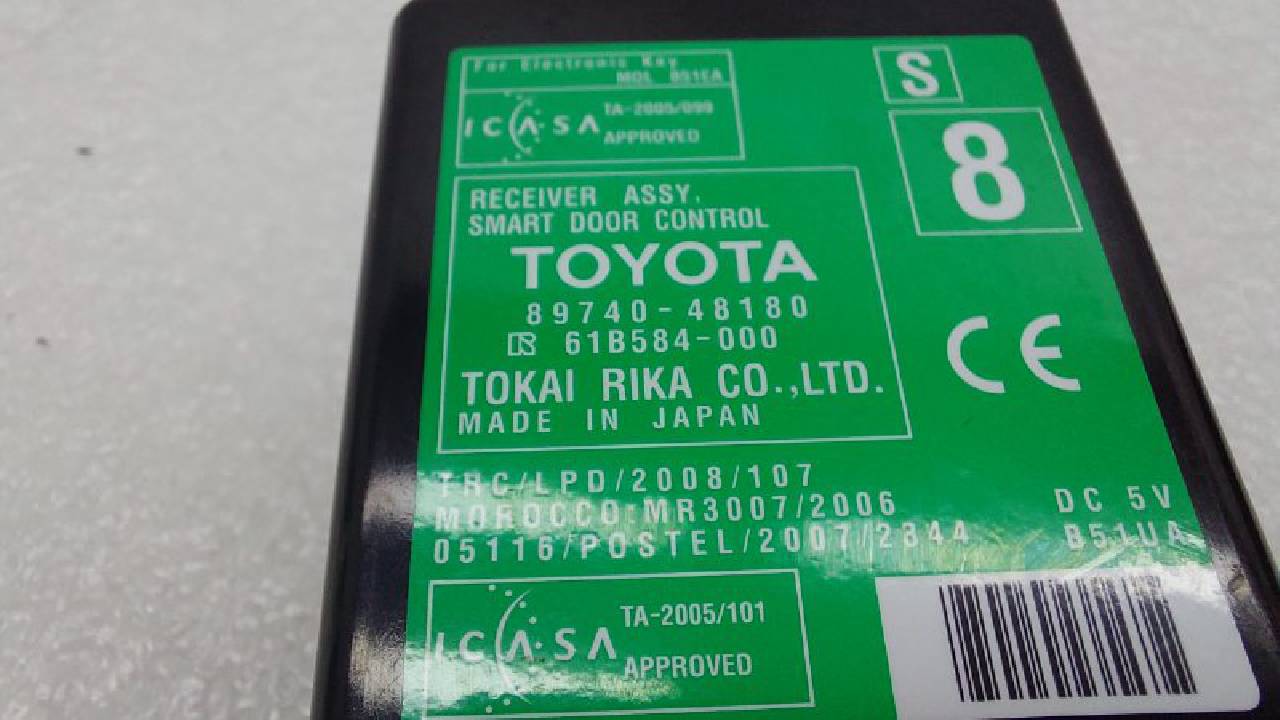 For Electronic Key
MDL B51EA
ICASA TA-2005/099
APPROVED
S
8
RECEIVER ASSY,
SMART DOOR CONTROL
TOYOTA
89740-48180
61B584-000
TOKAI RIKA CO.,LTD.
MADE IN JAPAN
CE
TRC/LPD/2008/107
MOROCCO:MR3007/2006
05116/POSTEL/2007/2344
DC 5V
B51UA
ICASA TA-2005/101
APPROVED